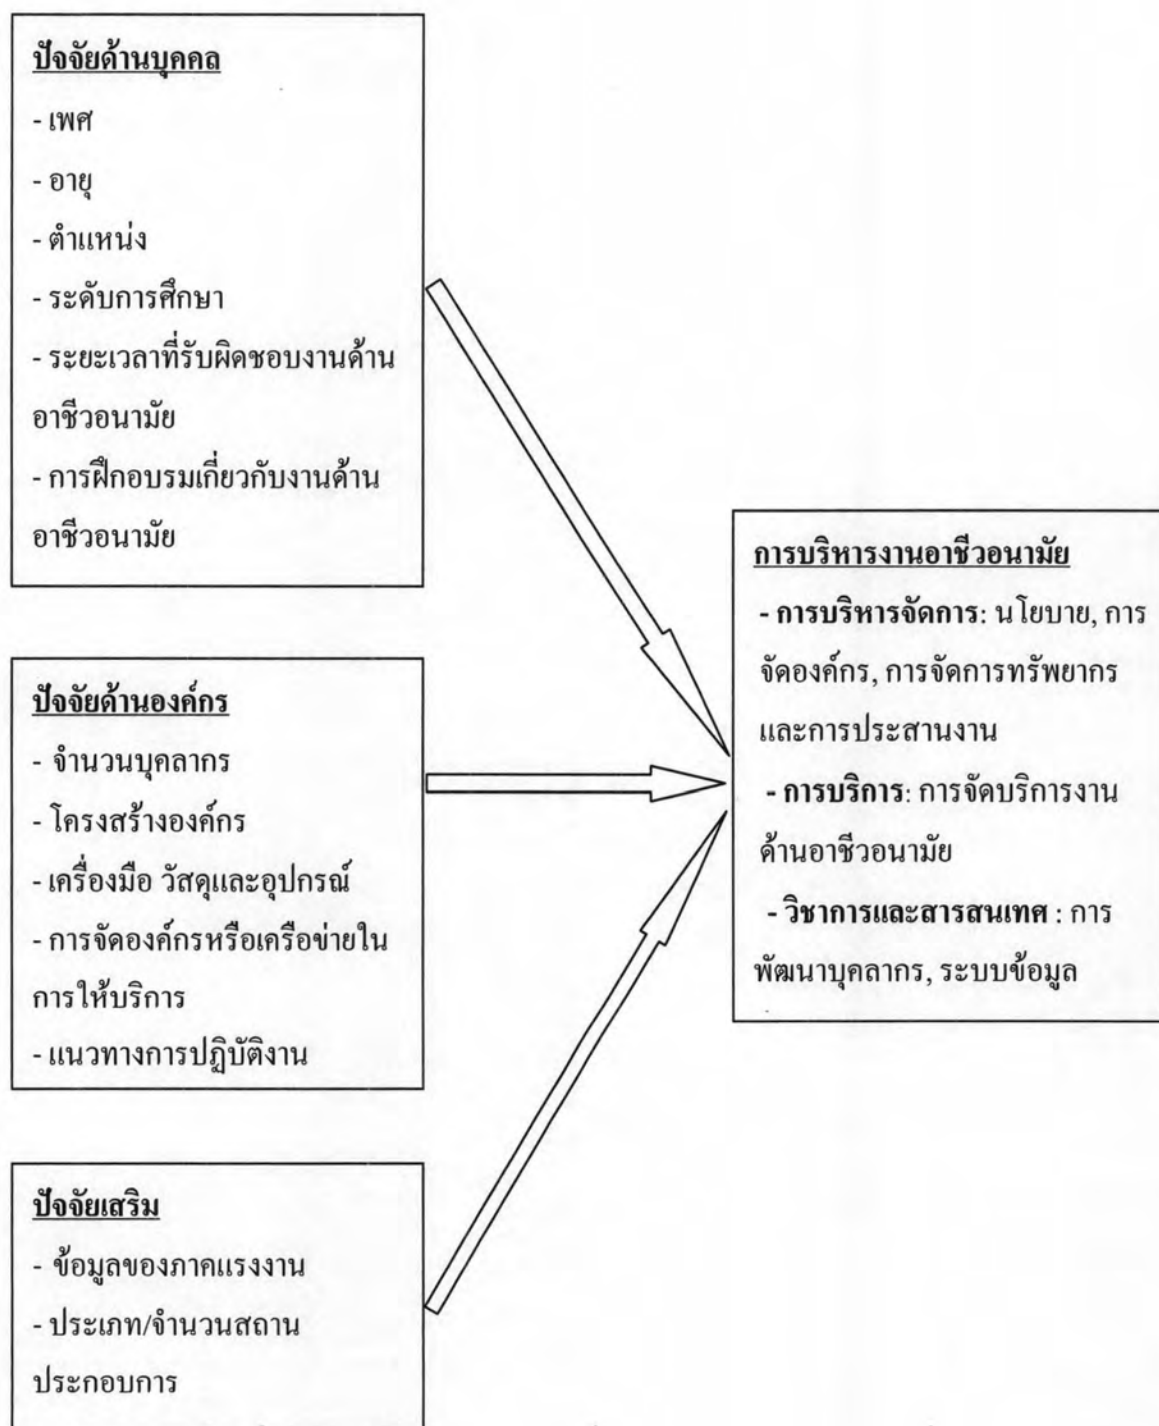 ปัจจัยด้านบุคคล
- เพศ
- อายุ
- ตำแหน่ง
- ระดับการศึกษา
- ระยะเวลาที่รับผิดชอบงานด้าน
อาชีวอนามัย
- การฝึกอบรมเกี่ยวกับงานด้าน
อาชีวอนามัย
ปัจจัยด้านองค์กร
- จำนวนบุคลากร
- โครงสร้างองค์กร
- เครื่องมือ วัสดุและอุปกรณ์
- การจัดองค์กรหรือเครือข่ายใน
การให้บริการ
- แนวทางการปฏิบัติงาน
ปัจจัยเสริม
- ข้อมูลของภาคแรงงาน
- ประเภท/จำนวนสถาน
ประกอบการ
การบริหารงานอาชีวอนามัย
- การบริหารจัดการ: นโยบาย, การ
จัดองค์กร, การจัดการทรัพยากร
และการประสานงาน
- การบริการ: การจัดบริการงาน
ด้านอาชีวอนามัย
- วิชาการและสารสนเทศ : การ
พัฒนาบุคลากร, ระบบข้อมูล